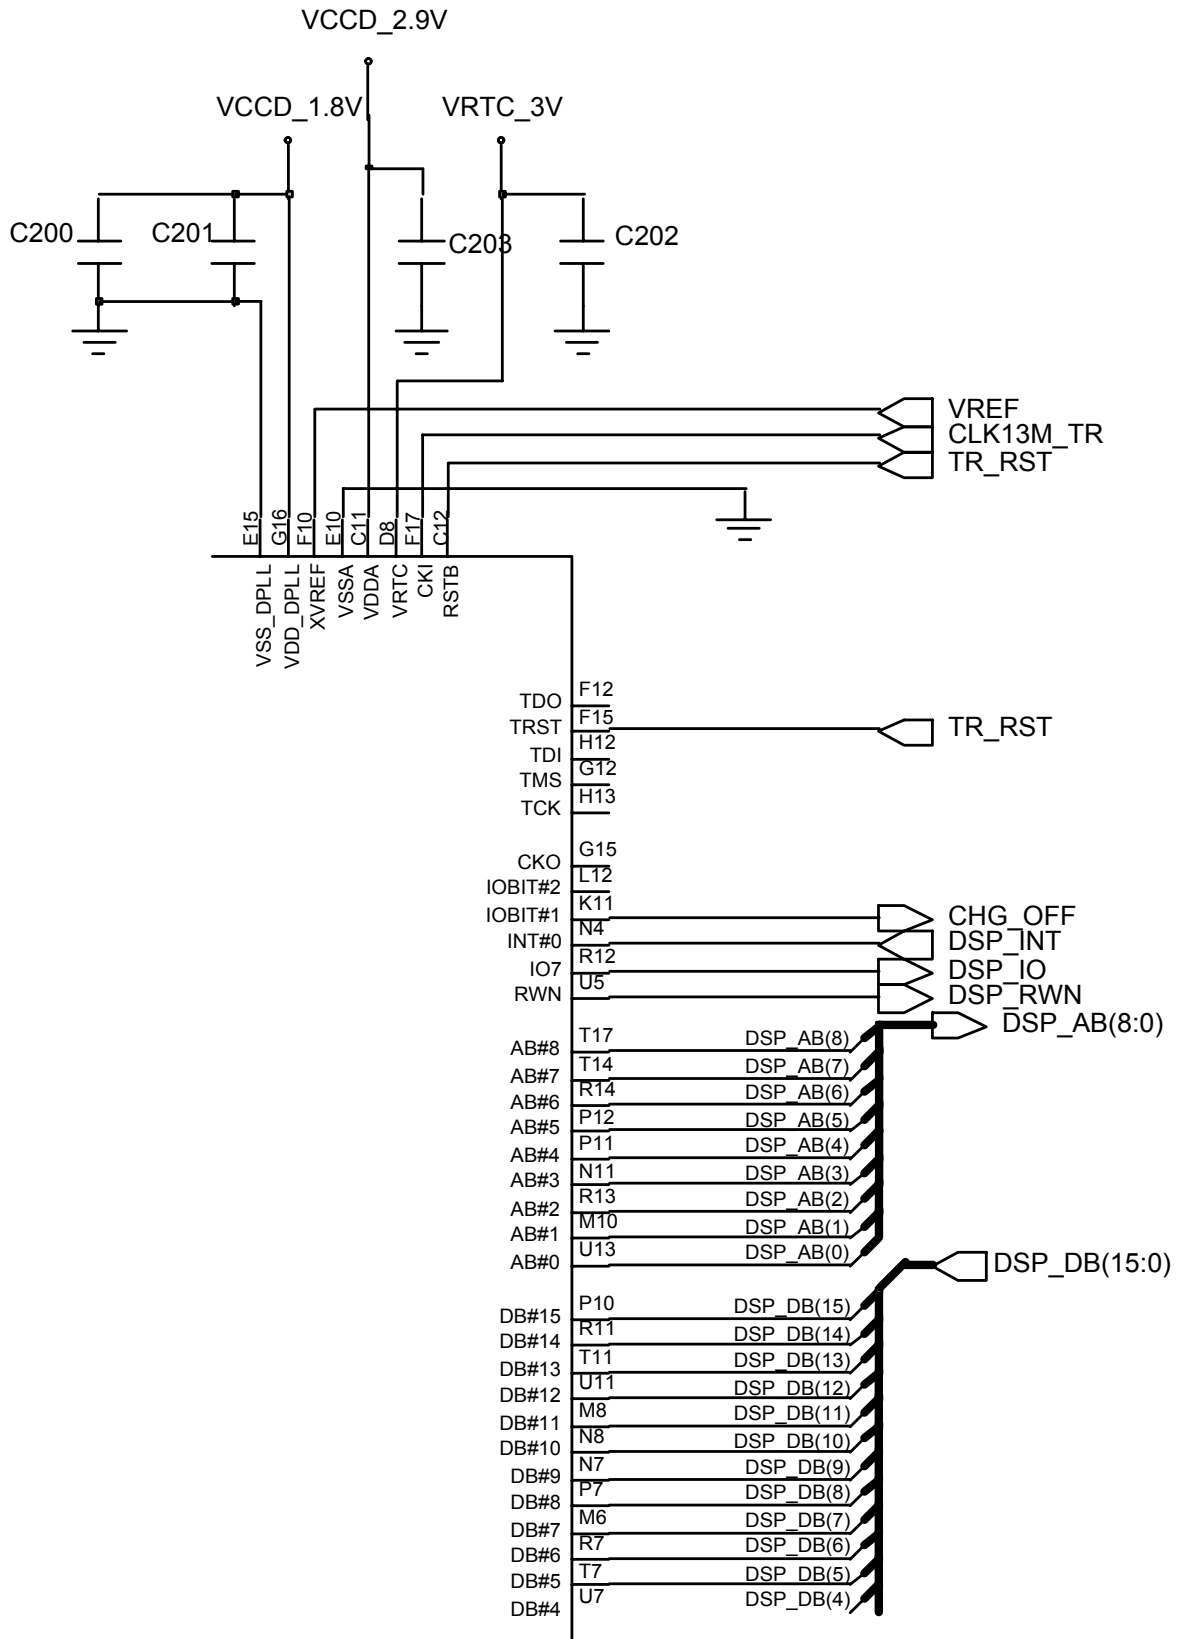 VCCD_2.9V
VCCD_1.8V
VRTC_3V
C200
C201
C203
C202
VREF
CLK13M_TR
TR_RST
E15
G16
F10
E10
C11
D8
F17
C12
VSS_DPLL
VDD_DPLL
XVREF
VSSA
VDDA
VRTC
CKI
RSTB
TDO F12
TRST F15 TR_RST
TDI H12
TMS G12
TCK H13
CKO G15
IOBIT#2 L12
IOBIT#1 K11 CHG_OFF
INT#0 N4 DSP_INT
IO7 R12 DSP_IO
RWN U5 DSP_RWN
DSP_AB(8:0)
AB#8 T17 DSP_AB(8)
AB#7 T14 DSP_AB(7)
AB#6 R14 DSP_AB(6)
AB#5 P12 DSP_AB(5)
AB#4 P11 DSP_AB(4)
AB#3 N11 DSP_AB(3)
AB#2 R13 DSP_AB(2)
AB#1 M10 DSP_AB(1)
AB#0 U13 DSP_AB(0)
DSP_DB(15:0)
DB#15 P10 DSP_DB(15)
DB#14 R11 DSP_DB(14)
DB#13 T11 DSP_DB(13)
DB#12 U11 DSP_DB(12)
DB#11 M8 DSP_DB(11)
DB#10 N8 DSP_DB(10)
DB#9 N7 DSP_DB(9)
DB#8 P7 DSP_DB(8)
DB#7 M6 DSP_DB(7)
DB#6 R7 DSP_DB(6)
DB#5 T7 DSP_DB(5)
DB#4 U7 DSP_DB(4)